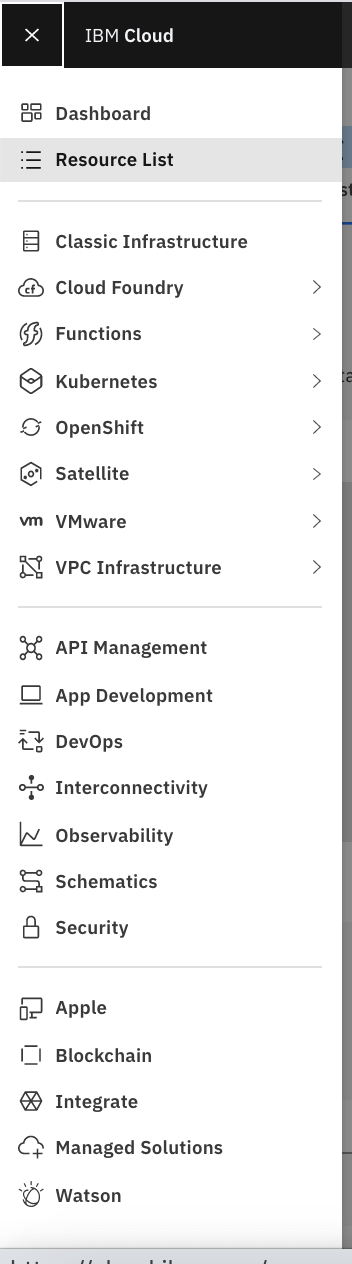 IBM Cloud
Dashboard
Resource List
Classic Infrastructure
Cloud Foundry
Functions
Kubernetes
OpenShift
Satellite
vm VMware
VPC Infrastructure
API Management
App Development
DevOps
Interconnectivity
Observability
Schematics
Security
Apple
Blockchain
Integrate
Managed Solutions
Watson